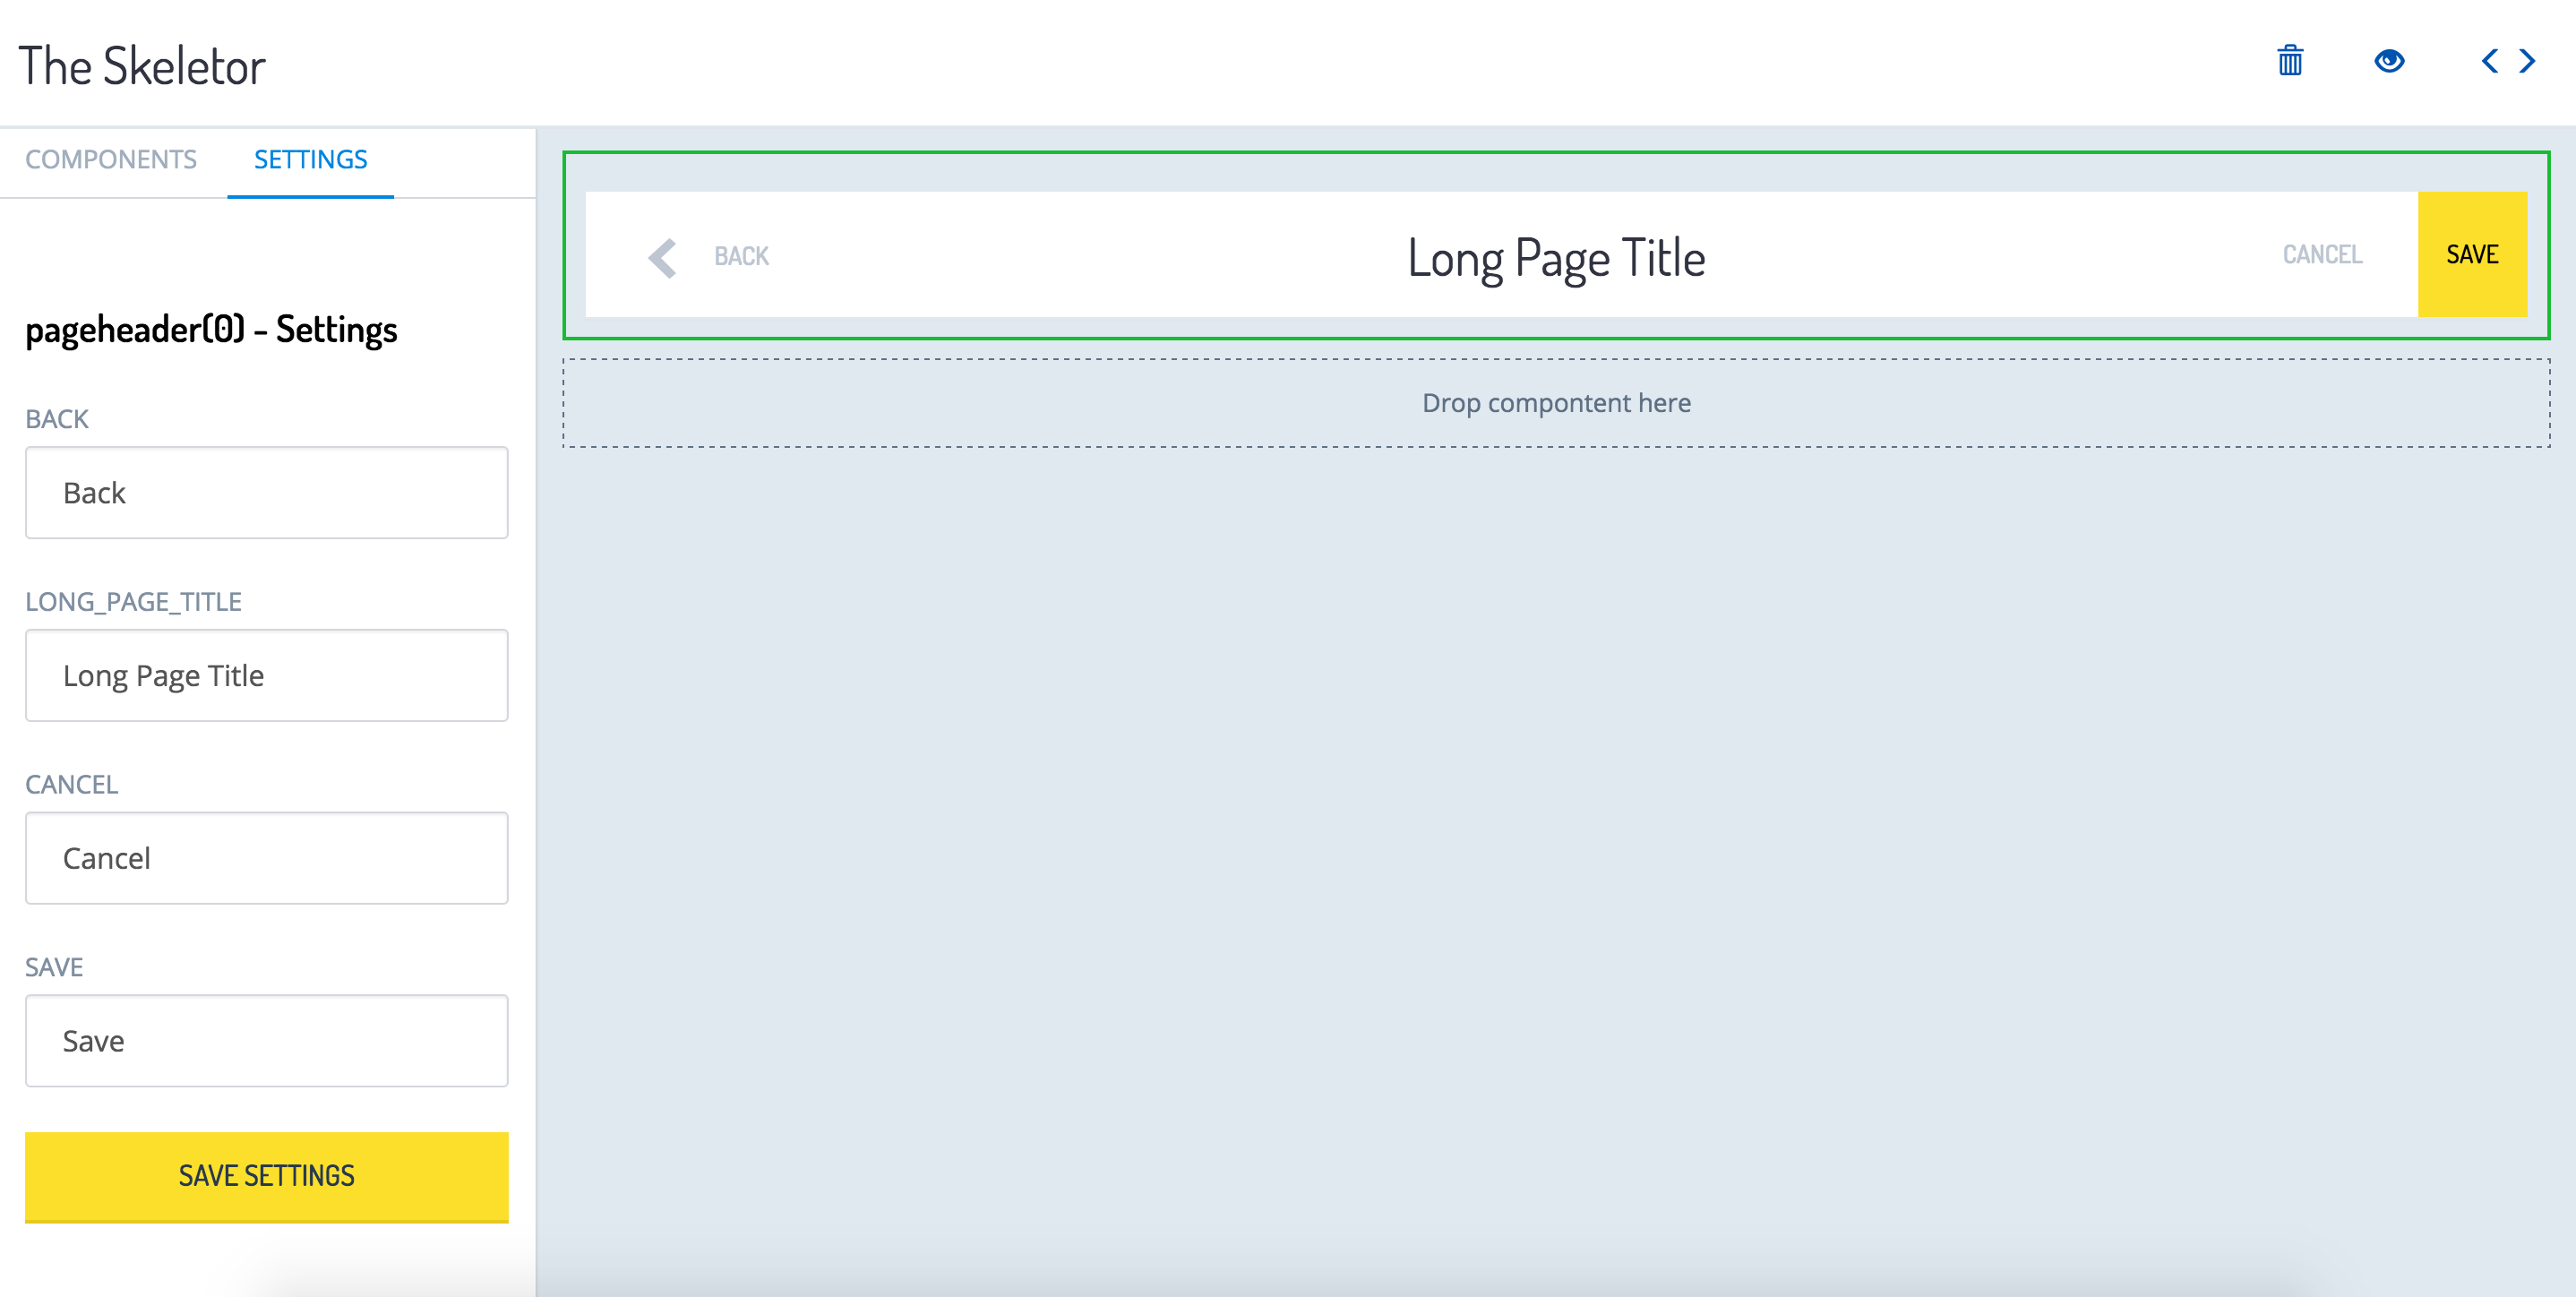 The Skeletor
COMPONENTS SETTINGS
pageheader(0) - Settings
BACK
Back
LONG_PAGE_TITLE
Long Page Title
CANCEL
Cancel
SAVE
Save
SAVE SETTINGS
BACK Long Page Title CANCEL SAVE
Drop compontent here